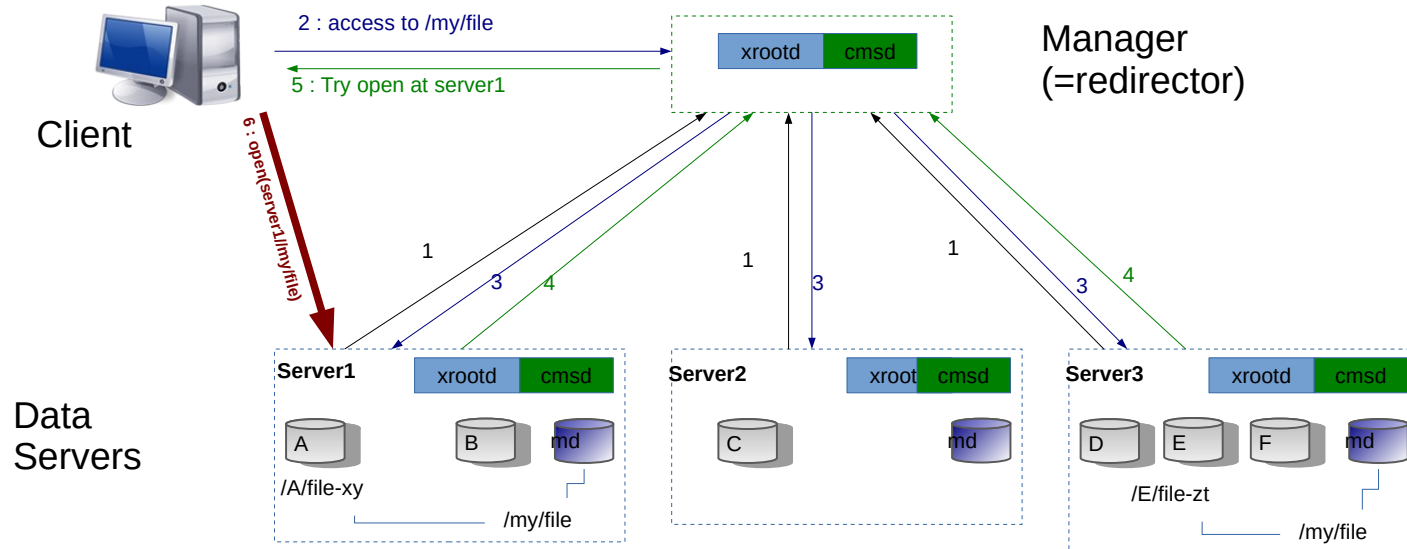 2 : access to /my/file
xrootd cmsd
Manager
(=redirector)
5 : Try open at server1
Client
6 : open(server1//my/file)
1
3
4
1
3
1
3
4
Server1
xrootd cmsd
Server2
xroot cmsd
Server3
xrootd cmsd
Data
Servers
A
B
md
C
md
D
E
F
md
/A/file-xy
/my/file
/E/file-zt
/my/file